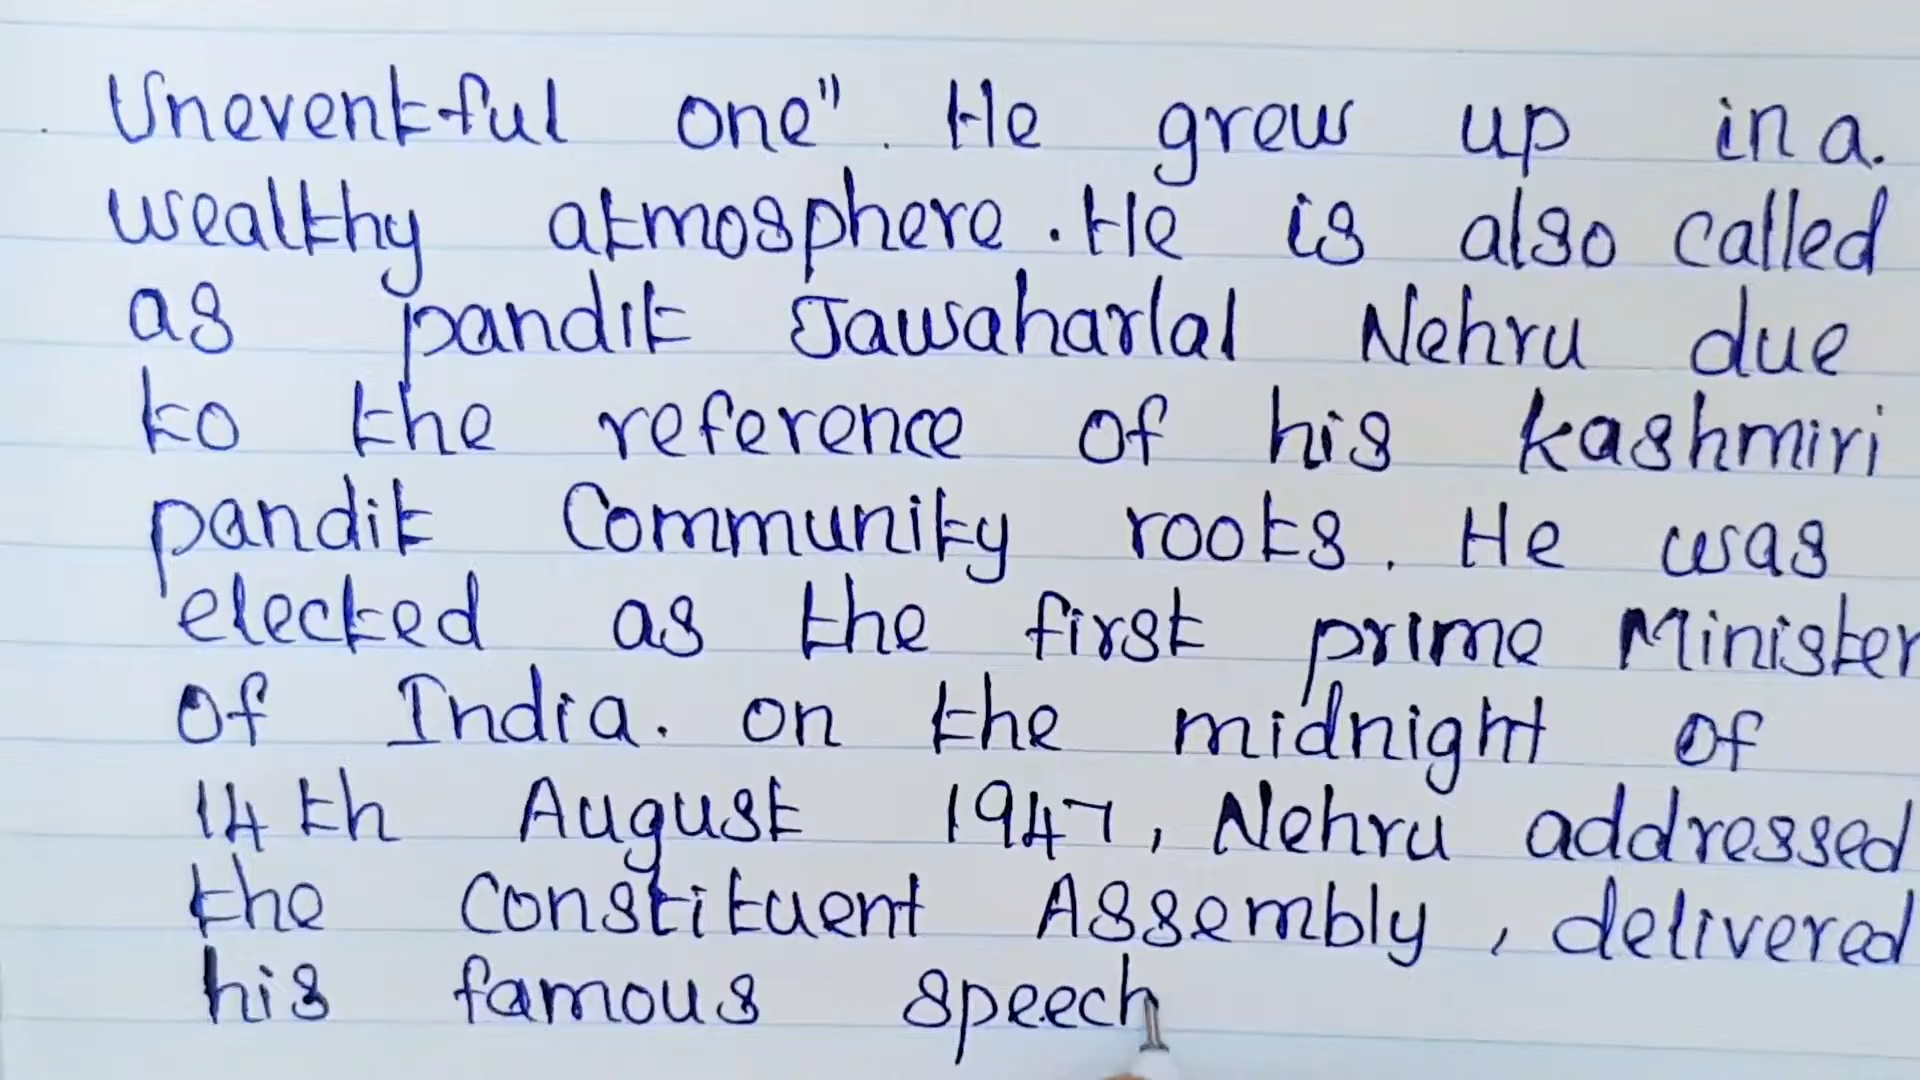 Uneventful one". He grew up in a.
wealthy atmosphere. He is also called
as pandit Jawaharlal Nehru due
to the reference of his kashmiri
pandit Community roots. He was
elected as the first prime Minister
of India. on the midnight of
14th August 1947, Nehru addressed
the Constituent Assembly, delivered
his famous speech